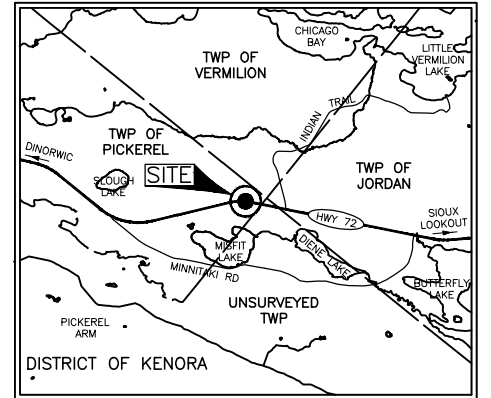 CHICAGO
BAY
TWP OF
VERMILION
LITTLE
VERMILION
LAKE
INDIAN TRAIL
TWP OF
PICKEREL
DINORWIC
SLOUGH
LAKE
SITE
TWP OF
JORDAN
HWY 72
SIOUX
LOOKOUT
MISFIT
LAKE
DIENE LAKE
MINNITAKI RD
BUTTERFLY
LAKE
UNSURVEYED
TWP
PICKEREL
ARM
DISTRICT OF KENORA